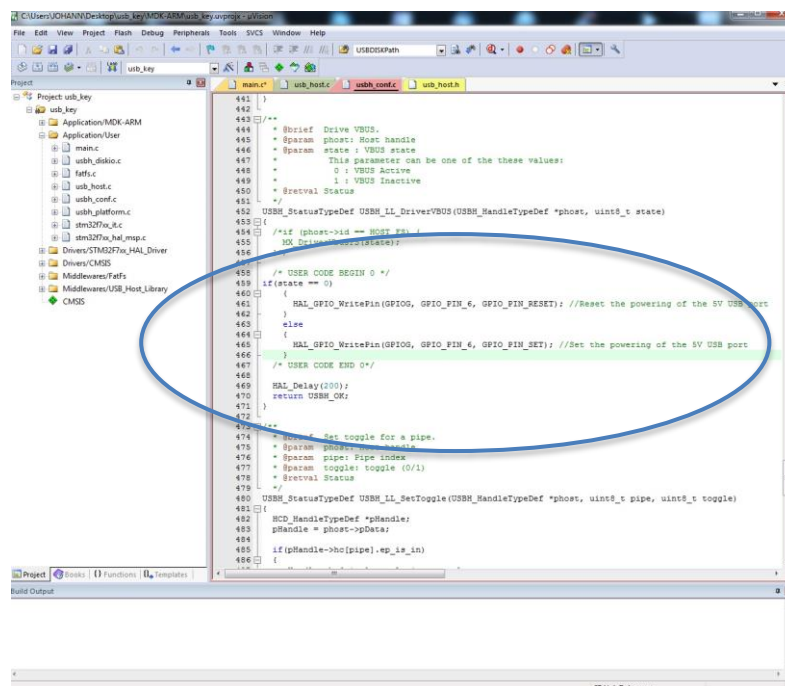 C:\Users\JOHANN\Desktop\usb_key\MDK-ARM\usb_key.uvprojx - µVision
File Edit View Project Flash Debug Peripherals Tools SVCS Window Help
USBDISKPath
usb_key
Project
main.c* usb_host.c usbh_conf.c usb_host.h
Project: usb_key
usb_key
Application/MDK-ARM
Application/User
main.c
usbh_diskio.c
fatfs.c
usb_host.c
usbh_conf.c
usbh_platform.c
stm32f7xx_it.c
stm32f7xx_hal_msp.c
Drivers/STM32F7xx_HAL_Driver
Drivers/CMSIS
Middlewares/FatFs
Middlewares/USB_Host_Library
CMSIS
441 }
442
443 /**
444 * @brief Drive VBUS.
445 * @param phost: Host handle
446 * @param state : VBUS state
447 * This parameter can be one of the these values:
448 * 0 : VBUS Active
449 * 1 : VBUS Inactive
450 * @retval Status
451 */
452 USBH_StatusTypeDef USBH_LL_DriverVBUS(USBH_HandleTypeDef *phost, uint8_t state)
453 {
454 /*if (phost->id == HOST_FS) {
455
456
457
458 /* USER CODE BEGIN 0 */
459 if(state == 0)
460 {
461 HAL_GPIO_WritePin(GPIOG, GPIO_PIN_6, GPIO_PIN_RESET); //Reset the powering of the 5V USB port
462 }
463 else
464 {
465 HAL_GPIO_WritePin(GPIOG, GPIO_PIN_6, GPIO_PIN_SET); //Set the powering of the 5V USB port
466 }
467 /* USER CODE END 0*/
468
469 HAL_Delay(200);
470 return USBH_OK;
471 }
472
473 /**
474 * @brief Set toggle for a pipe.
475 * @param phost: Host handle
476 * @param pipe: Pipe index
477 * @param toggle: toggle (0/1)
478 * @retval Status
479 */
480 USBH_StatusTypeDef USBH_LL_SetToggle(USBH_HandleTypeDef *phost, uint8_t pipe, uint8_t toggle)
481 {
482 HCD_HandleTypeDef *pHandle;
483 pHandle = phost->pData;
484
485 if(pHandle->hc[pipe].ep_is_in)
486 {
Project Books {} Functions Templates
Build Output